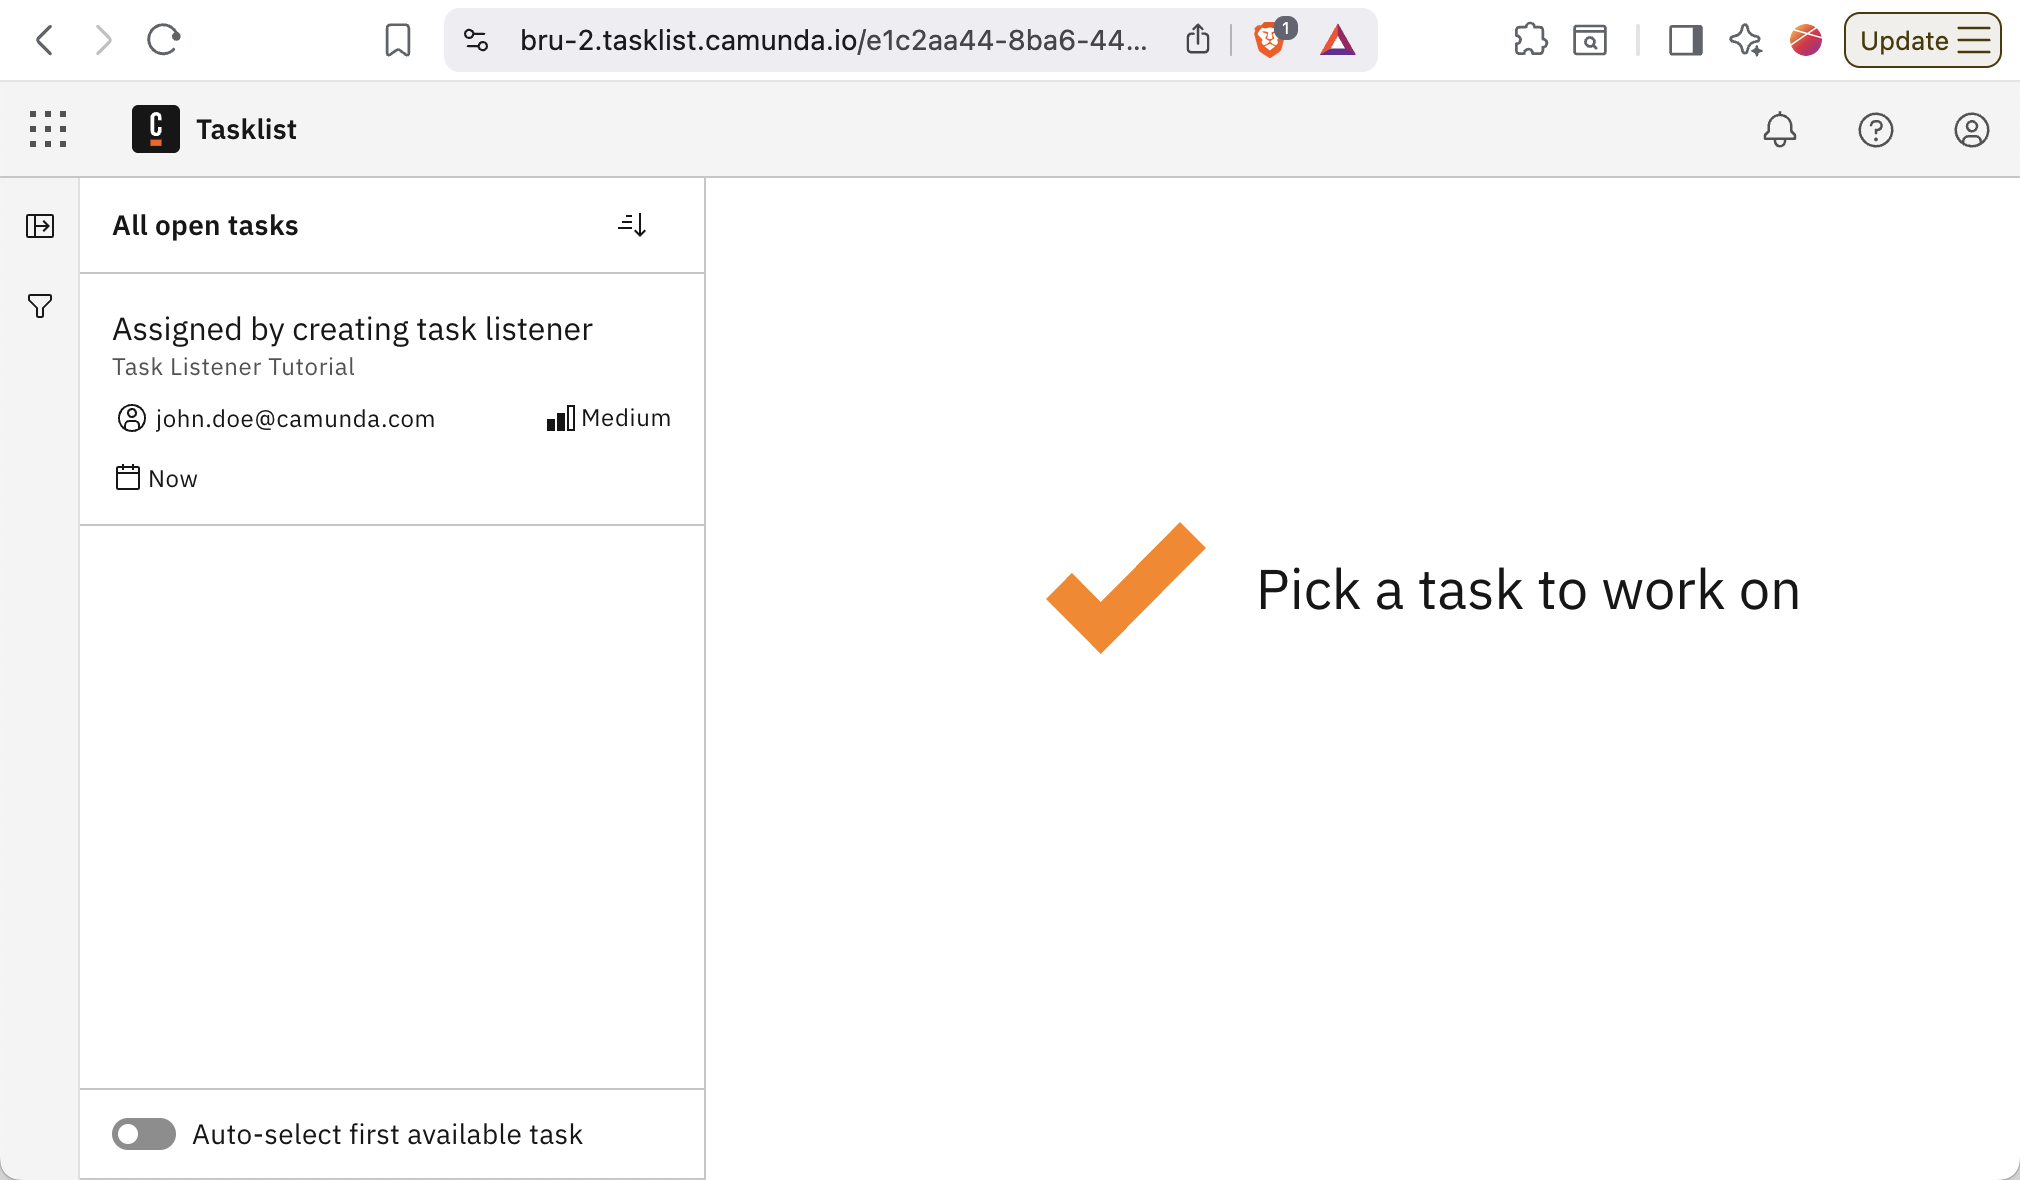 bru-2.tasklist.camunda.io/e1c2aa44-8ba6-44...
1
Update
C
Tasklist
All open tasks
Assigned by creating task listener
Task Listener Tutorial
john.doe@camunda.com
Medium
Now
Pick a task to work on
Auto-select first available task